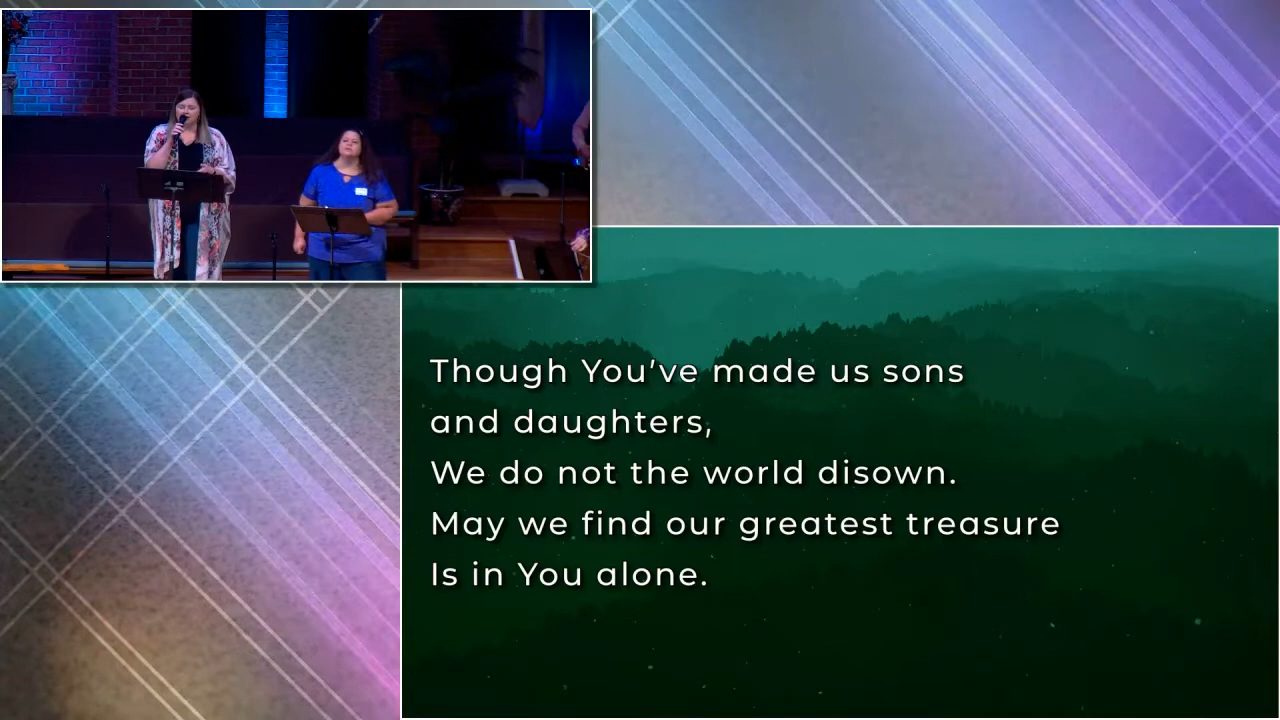 Though You've made us sons
and daughters,
We do not the world disown.
May we find our greatest treasure
Is in You alone.